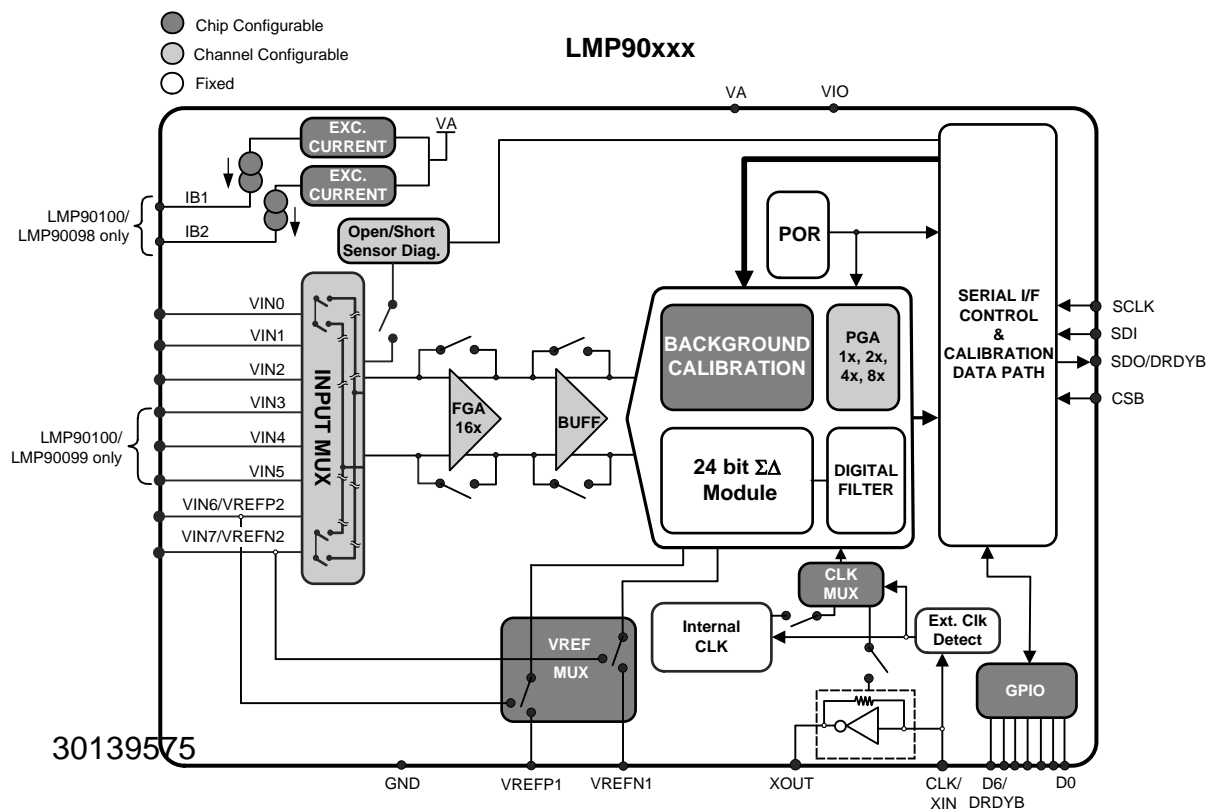 Chip Configurable
Channel Configurable
Fixed
LMP90xxx
VA
VIO
EXC.
CURRENT
VA
EXC.
CURRENT
IB1
IB2
LMP90100/
LMP90098 only
Open/Short
Sensor Diag.
POR
SERIAL I/F
CONTROL
&
CALIBRATION
DATA PATH
SCLK
SDI
SDO/DRDYB
CSB
VIN0
VIN1
VIN2
VIN3
VIN4
VIN5
LMP90100/
LMP90099 only
VIN6/VREFP2
VIN7/VREFN2
INPUT MUX
FGA
16x
BUFF
BACKGROUND
CALIBRATION
PGA
1x, 2x,
4x, 8x
24 bit ΣΔ
Module
DIGITAL
FILTER
CLK
MUX
Internal
CLK
Ext. Clk
Detect
VREF
MUX
GPIO
30139575
GND
VREFP1
VREFN1
XOUT
CLK/
XIN
D6/
DRDYB
D0